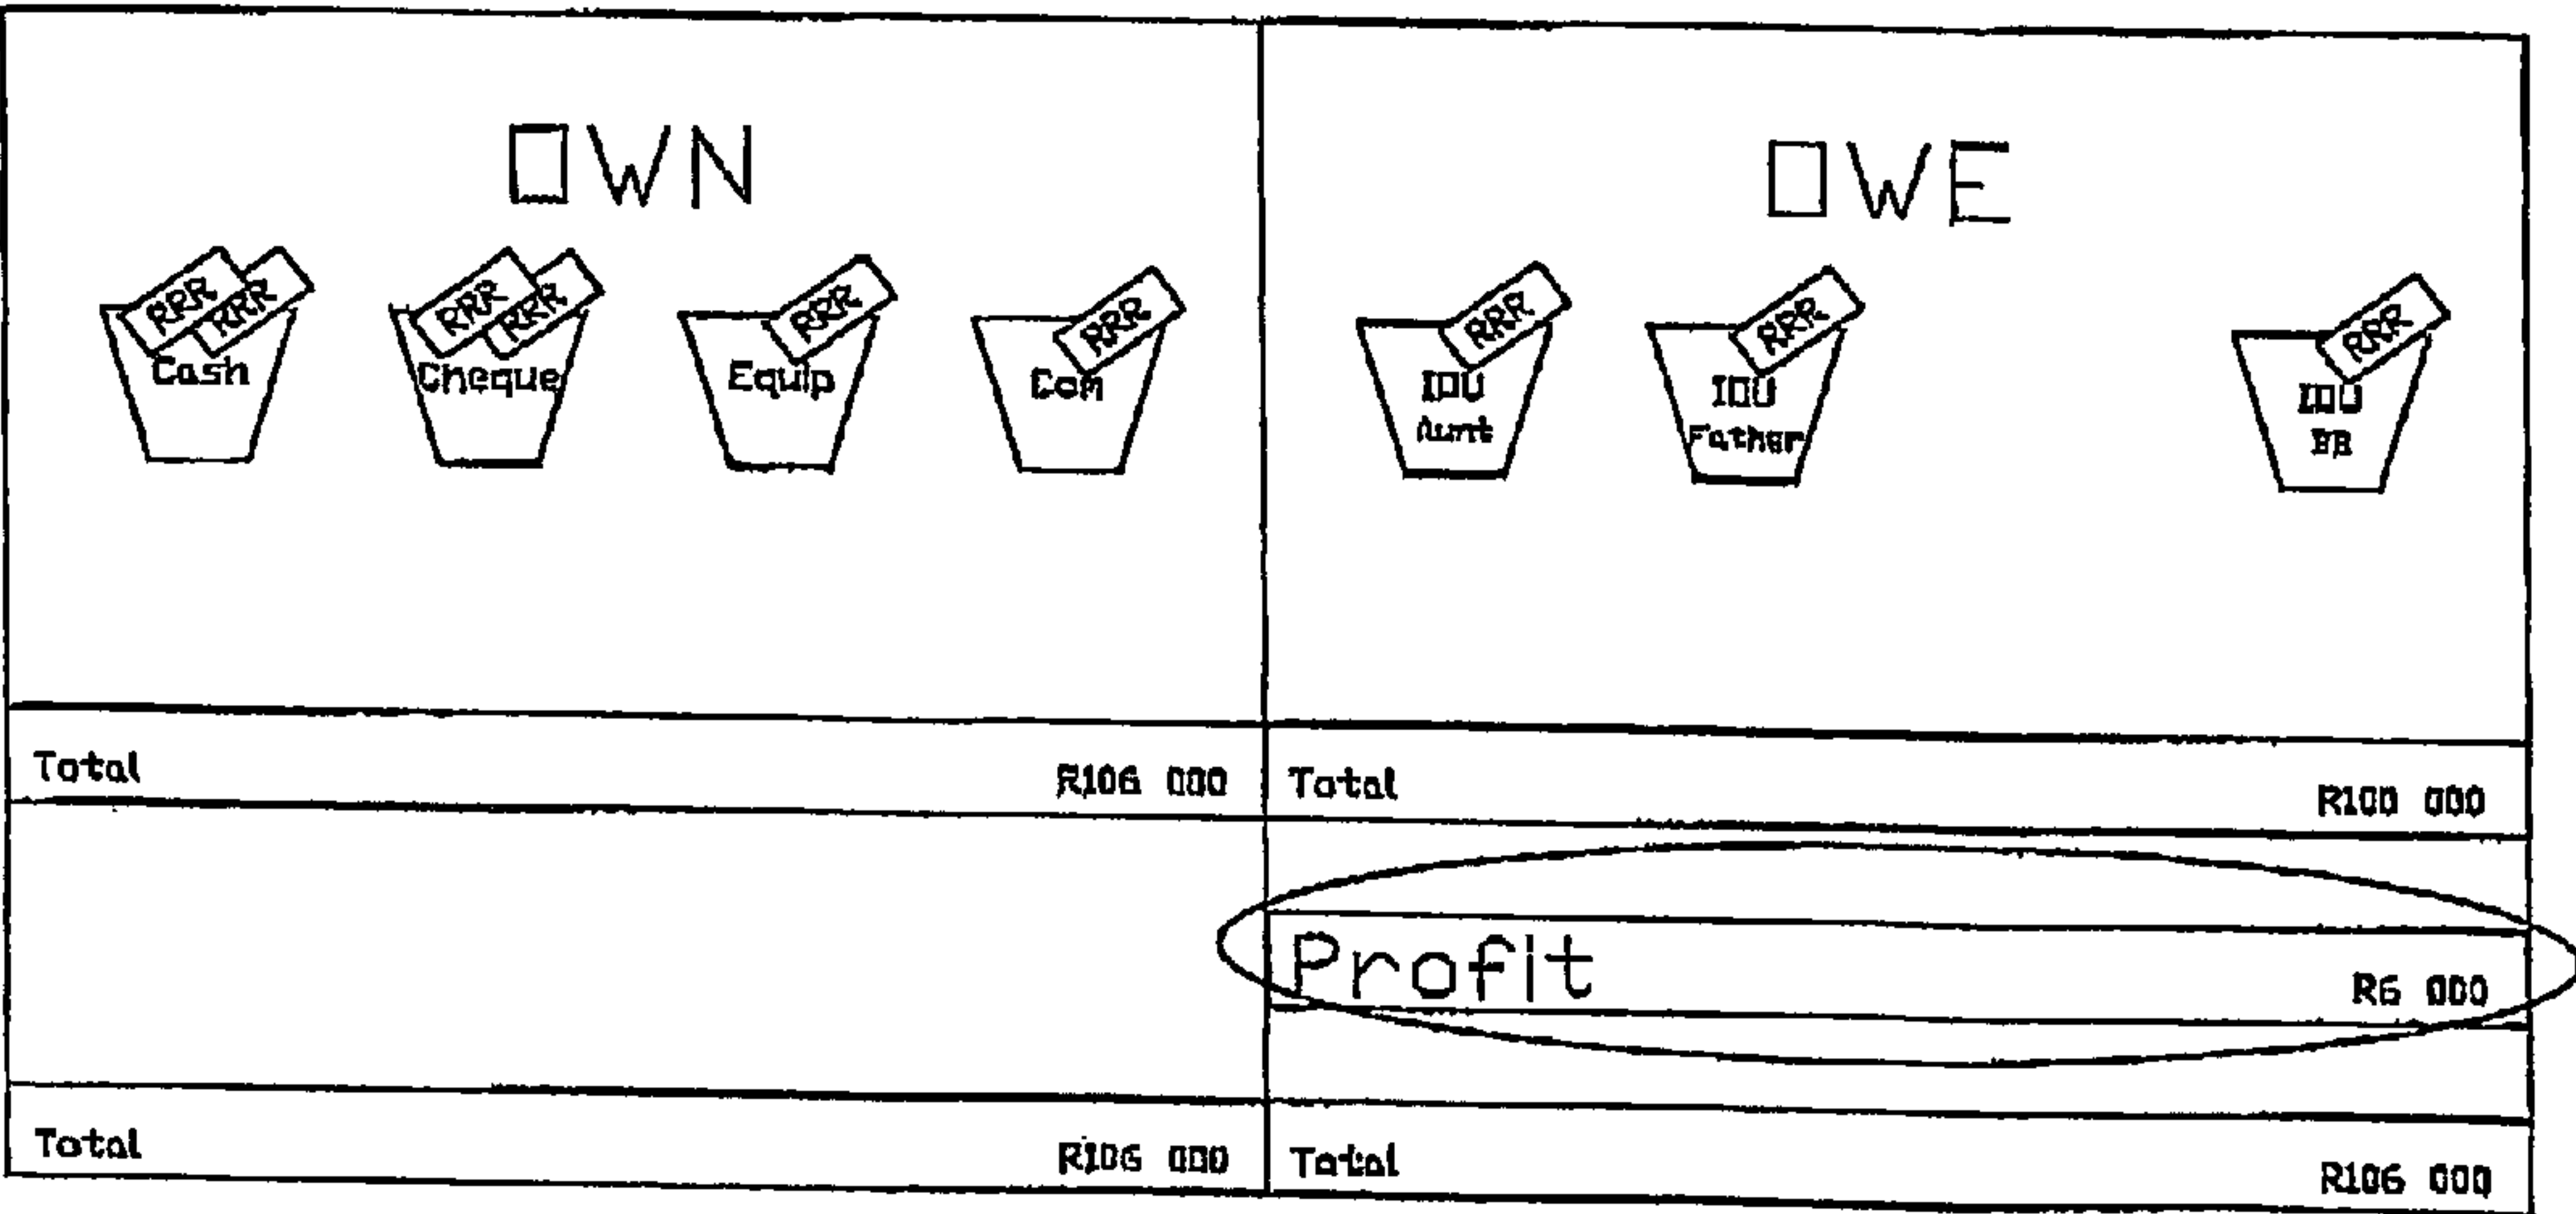 OWN
OWE
RRR RRR
Cash
RRR RRR
Cheque
RRR
Equip
RRR
Com
RRR
IOU
Aunt
RRR
IOU
Father
RRR
IOU
Total R106 000
Total R100 000
Profit R6 000
Total R106 000
Total R106 000